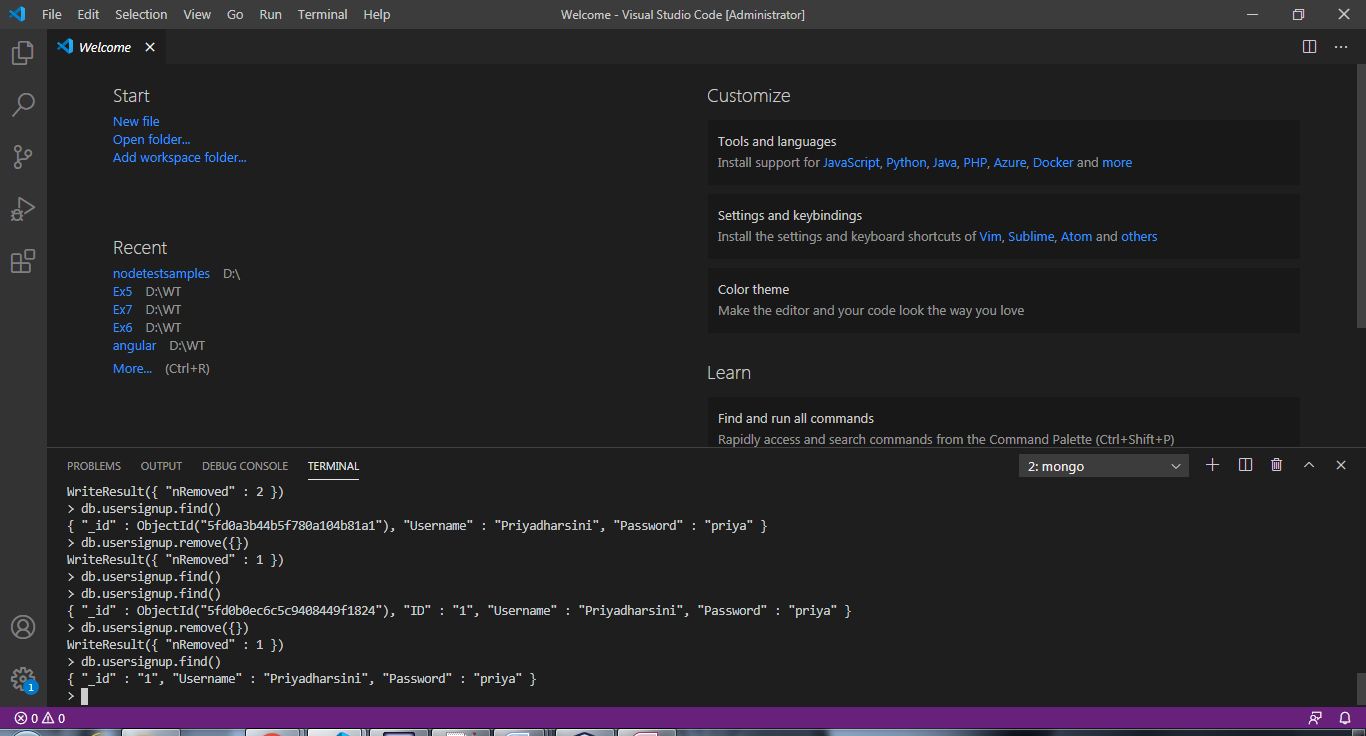 File Edit Selection View Go Run Terminal Help
Welcome - Visual Studio Code [Administrator]
Welcome
Start
New file
Open folder...
Add workspace folder...
Recent
nodetestsamples D:\
Ex5 D:\WT
Ex7 D:\WT
Ex6 D:\WT
angular D:\WT
More... (Ctrl+R)
Customize
Tools and languages
Install support for JavaScript, Python, Java, PHP, Azure, Docker and more
Settings and keybindings
Install the settings and keyboard shortcuts of Vim, Sublime, Atom and others
Color theme
Make the editor and your code look the way you love
Learn
Find and run all commands
Rapidly access and search commands from the Command Palette (Ctrl+Shift+P)
PROBLEMS OUTPUT DEBUG CONSOLE TERMINAL
2: mongo
WriteResult({ "nRemoved" : 2 })
> db.usersignup.find()
{ "_id" : ObjectId("5fd0a3b44b5f780a104b81a1"), "Username" : "Priyadharsini", "Password" : "priya" }
> db.usersignup.remove({})
WriteResult({ "nRemoved" : 1 })
> db.usersignup.find()
> db.usersignup.find()
{ "_id" : ObjectId("5fd0b0ec6c5c9408449f1824"), "ID" : "1", "Username" : "Priyadharsini", "Password" : "priya" }
> db.usersignup.remove({})
WriteResult({ "nRemoved" : 1 })
> db.usersignup.find()
{ "_id" : "1", "Username" : "Priyadharsini", "Password" : "priya" }
>
1
0 0